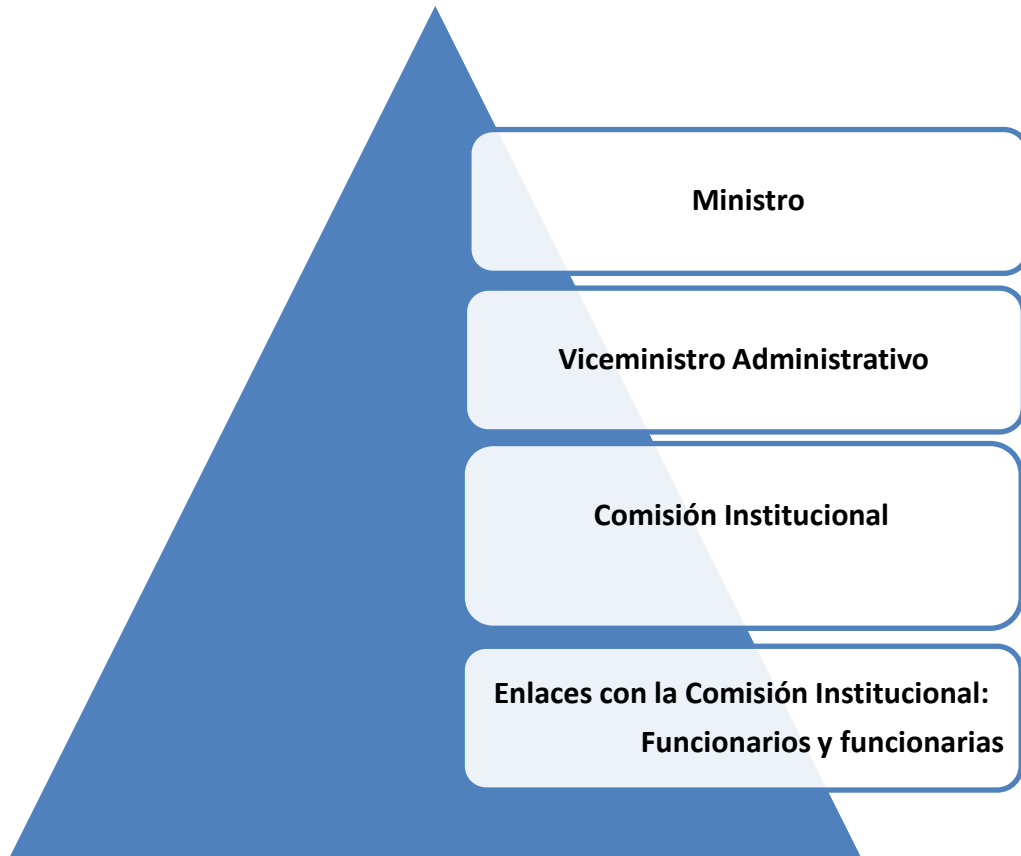 Ministro
Viceministro Administrativo
Comisión Institucional
Enlaces con la Comisión Institucional:
Funcionarios y funcionarias